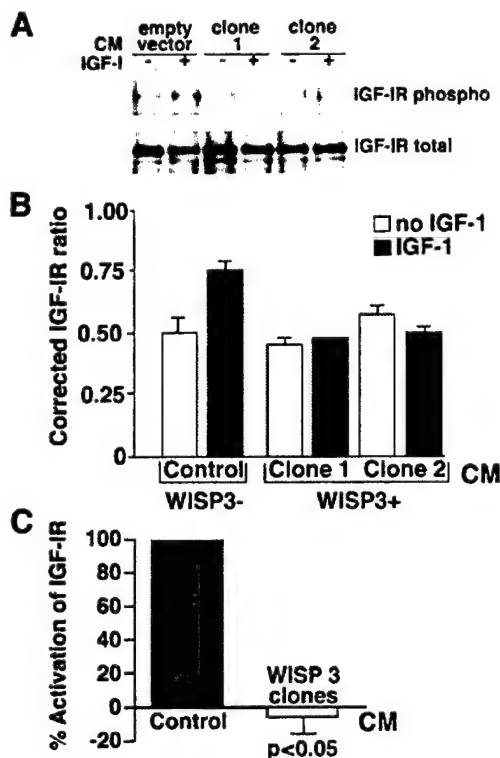 A
CM empty vector clone 1 clone 2
IGF-I - + - + - +
IGF-IR phospho
IGF-IR total
B
Corrected IGF-IR ratio
1.00
0.75
0.50
0.25
0
no IGF-1
IGF-1
Control Clone 1 Clone 2 CM
WISP3- WISP3+
C
% Activation of IGF-IR
100
80
60
40
20
0
-20
Control
WISP 3
clones
CM
p<0.05